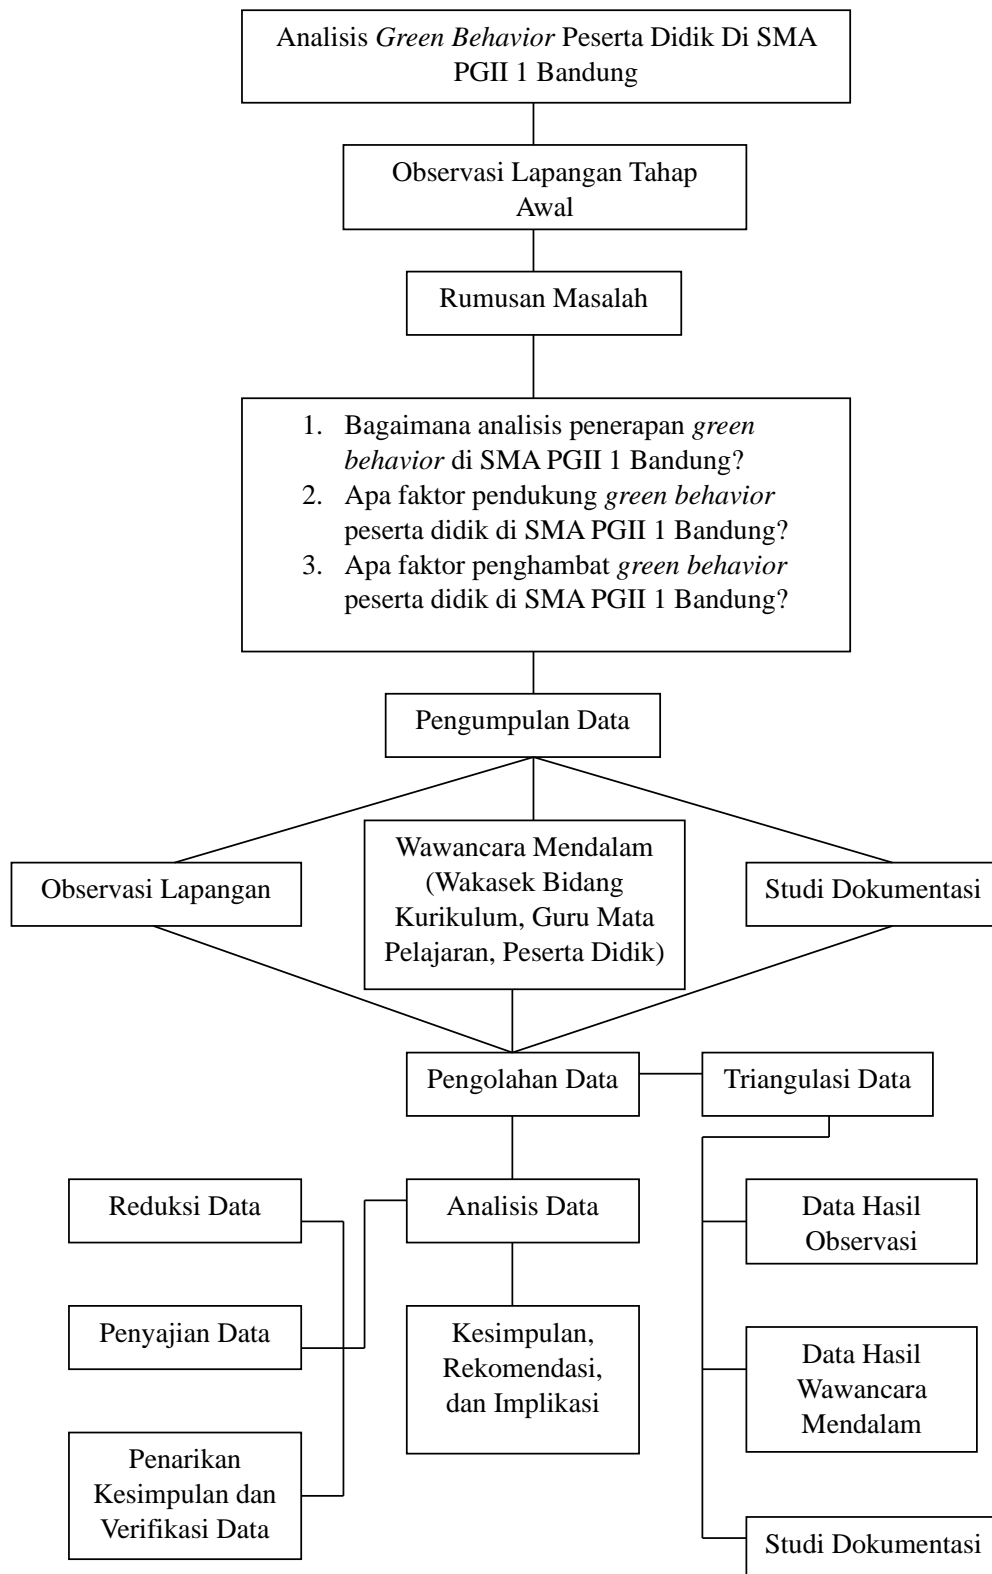 Analisis Green Behavior Peserta Didik Di SMA
PGII 1 Bandung
Observasi Lapangan Tahap
Awal
Rumusan Masalah
1. Bagaimana analisis penerapan green
behavior di SMA PGII 1 Bandung?
2. Apa faktor pendukung green behavior
peserta didik di SMA PGII 1 Bandung?
3. Apa faktor penghambat green behavior
peserta didik di SMA PGII 1 Bandung?
Pengumpulan Data
Observasi Lapangan
Wawancara Mendalam
(Wakasek Bidang
Kurikulum, Guru Mata
Pelajaran, Peserta Didik)
Studi Dokumentasi
Pengolahan Data
Triangulasi Data
Reduksi Data
Analisis Data
Data Hasil
Observasi
Penyajian Data
Kesimpulan,
Rekomendasi,
dan Implikasi
Data Hasil
Wawancara
Mendalam
Penarikan
Kesimpulan dan
Verifikasi Data
Studi Dokumentasi